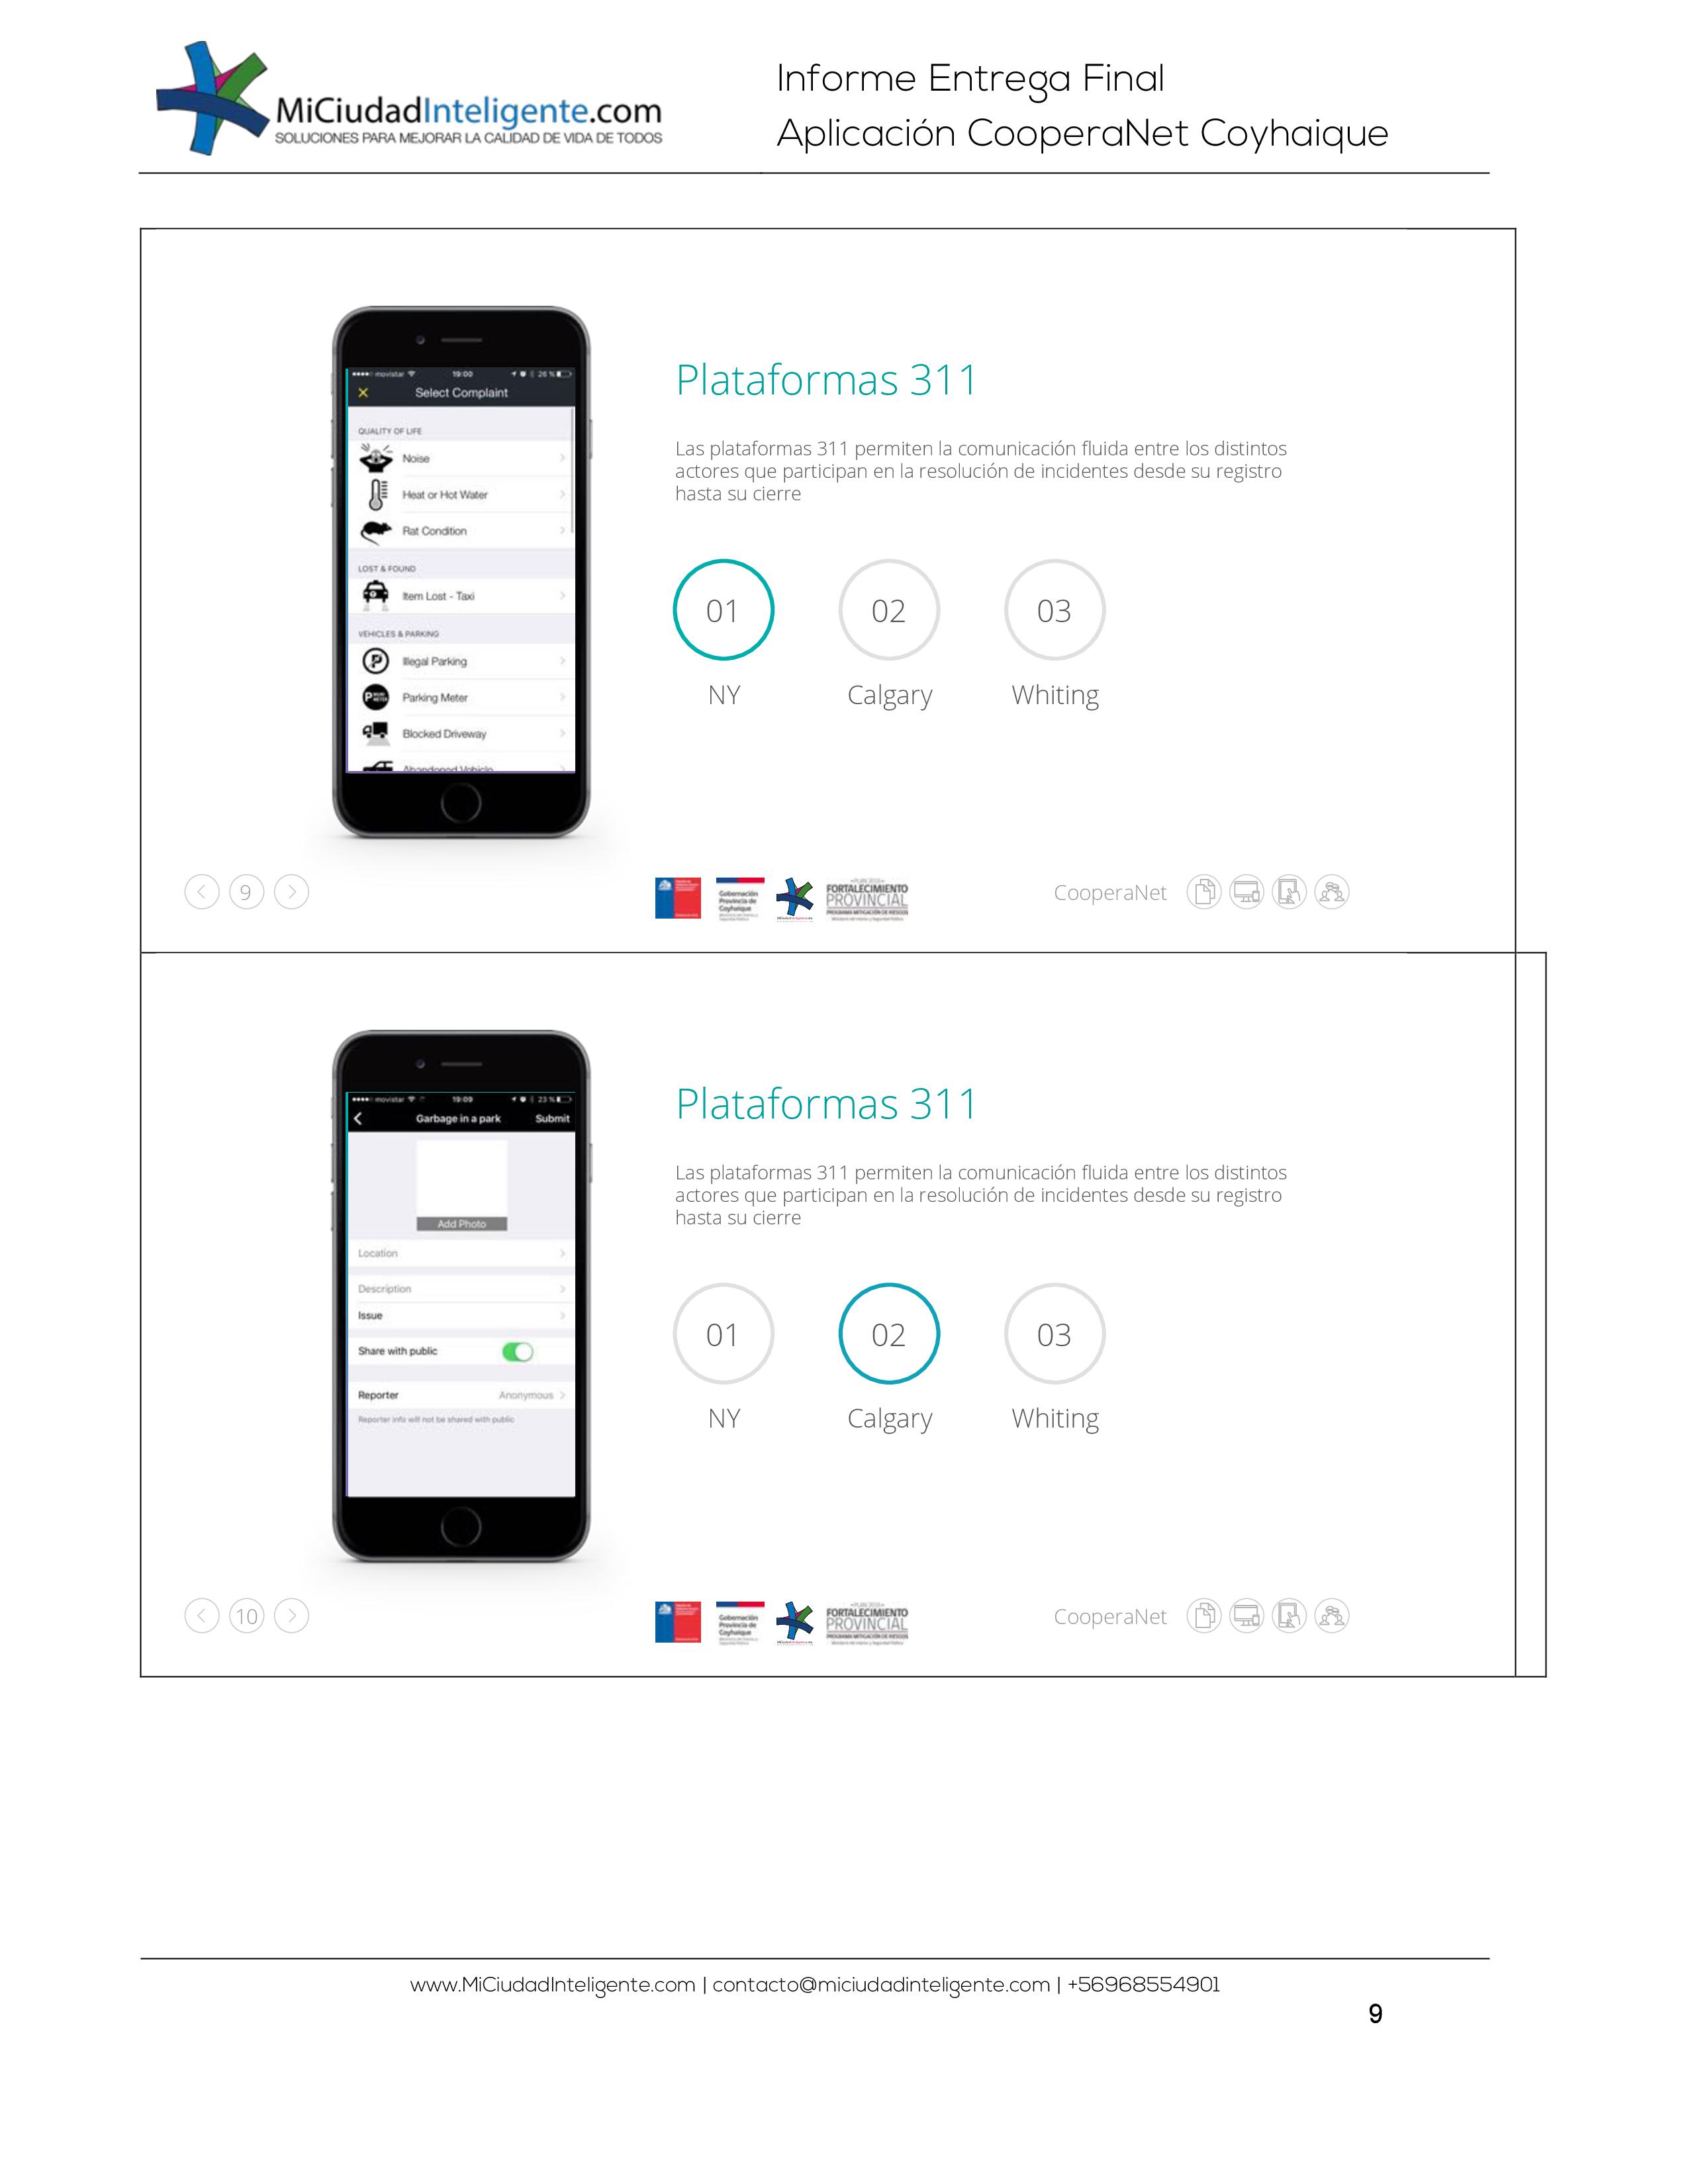 MiCiudadInteligente.com
SOLUCIONES PARA MEJORAR LA CALIDAD DE VIDA DE TODOS
Informe Entrega Final
Aplicación CooperaNet Coyhaique
movistar 19:00 26 %
Select Complaint
QUALITY OF LIFE
Noise
Heat or Hot Water
Rat Condition
LOST & FOUND
Item Lost - Taxi
VEHICLES & PARKING
Illegal Parking
Parking Meter
Blocked Driveway
Abandoned Vehicle
Plataformas 311
Las plataformas 311 permiten la comunicación fluida entre los distintos
actores que participan en la resolución de incidentes desde su registro
hasta su cierre
01 02 03
NY Calgary Whiting
9
Gobernación
Provincia de
Coyhaique
FORTALECIMIENTO
PROVINCIAL
PROGRAMA MITIGACIÓN DE RIESGOS
CooperaNet
movistar 19:09 23 %
Garbage in a park Submit
Add Photo
Location
Description
Issue
Share with public
Reporter Anonymous
Reporter info will not be shared with public
Plataformas 311
Las plataformas 311 permiten la comunicación fluida entre los distintos
actores que participan en la resolución de incidentes desde su registro
hasta su cierre
01 02 03
NY Calgary Whiting
10
Gobernación
Provincia de
Coyhaique
FORTALECIMIENTO
PROVINCIAL
PROGRAMA MITIGACIÓN DE RIESGOS
CooperaNet
www.MiCiudadInteligente.com | contacto@miciudadinteligente.com | +56968554901
9